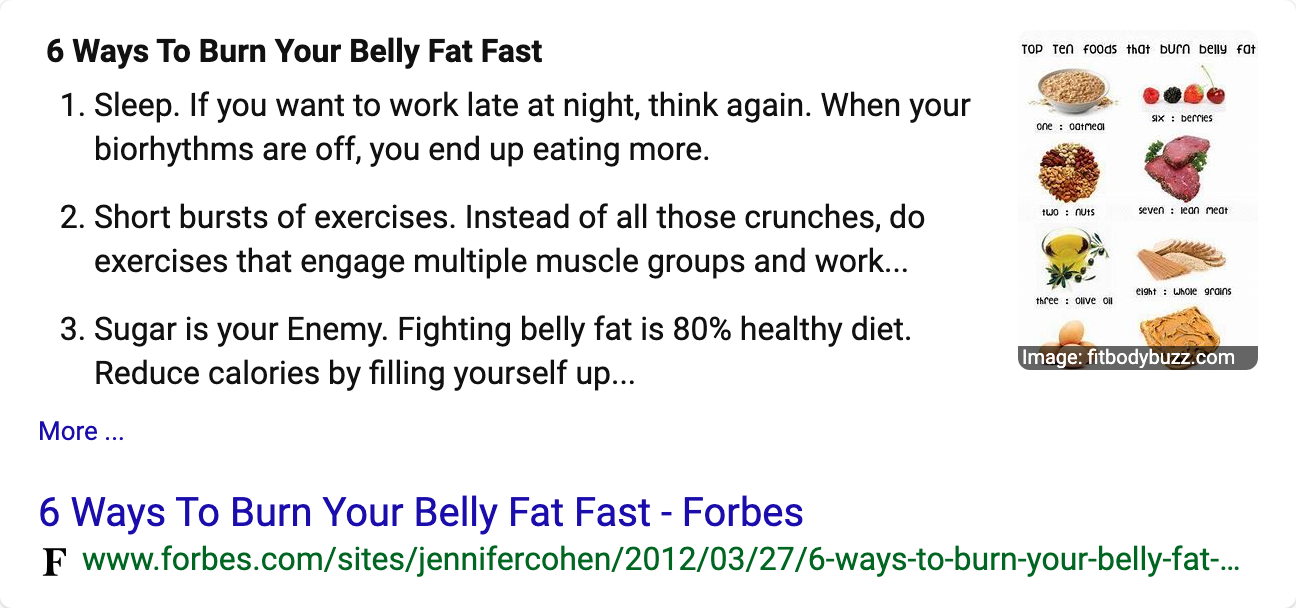 6 Ways To Burn Your Belly Fat Fast
1. Sleep. If you want to work late at night, think again. When your
biorhythms are off, you end up eating more.
2. Short bursts of exercises. Instead of all those crunches, do
exercises that engage multiple muscle groups and work...
3. Sugar is your Enemy. Fighting belly fat is 80% healthy diet.
Reduce calories by filling yourself up...
More ...
TOP Ten foods that burn belly fat
one : oatmeal
six : berries
two : nuts
seven : lean meat
three : olive oil
eight : whole grains
Image: fitbodybuzz.com
6 Ways To Burn Your Belly Fat Fast - Forbes
F www.forbes.com/sites/jennifercohen/2012/03/27/6-ways-to-burn-your-belly-fat-...